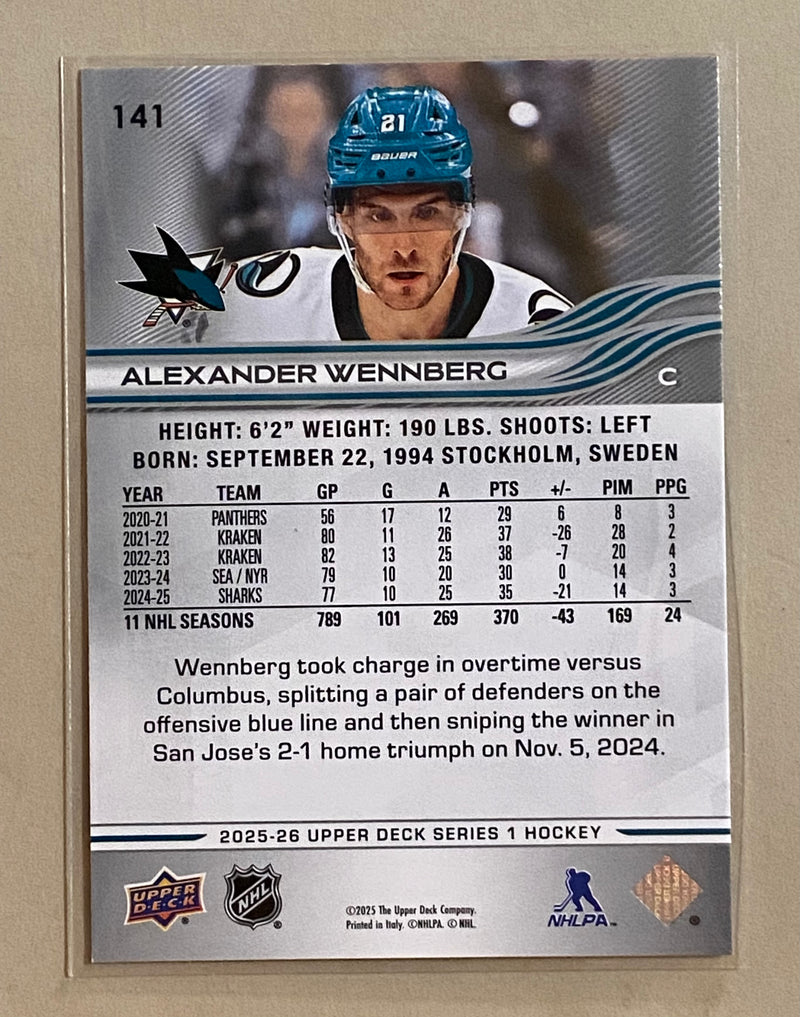 141
21
BAUER
ALEXANDER WENNBERG
C
HEIGHT: 6'2" WEIGHT: 190 LBS. SHOOTS: LEFT
BORN: SEPTEMBER 22, 1994 STOCKHOLM, SWEDEN
YEAR TEAM GP G A PTS +/- PIM PPG
2020-21 PANTHERS 56 17 12 29 6 8 3
2021-22 KRAKEN 80 11 26 37 -26 28 2
2022-23 KRAKEN 82 13 25 38 -7 20 4
2023-24 SEA / NYR 79 10 20 30 0 14 3
2024-25 SHARKS 77 10 25 35 -21 14 3
11 NHL SEASONS 789 101 269 370 -43 169 24
Wennberg took charge in overtime versus
Columbus, splitting a pair of defenders on the
offensive blue line and then sniping the winner in
San Jose's 2-1 home triumph on Nov. 5, 2024.
2025-26 UPPER DECK SERIES 1 HOCKEY
UPPER
D·E·C·K
®
NHL
®
©2025 The Upper Deck Company.
Printed in Italy. ©NHLPA. © NHL.
NHLPA™
®